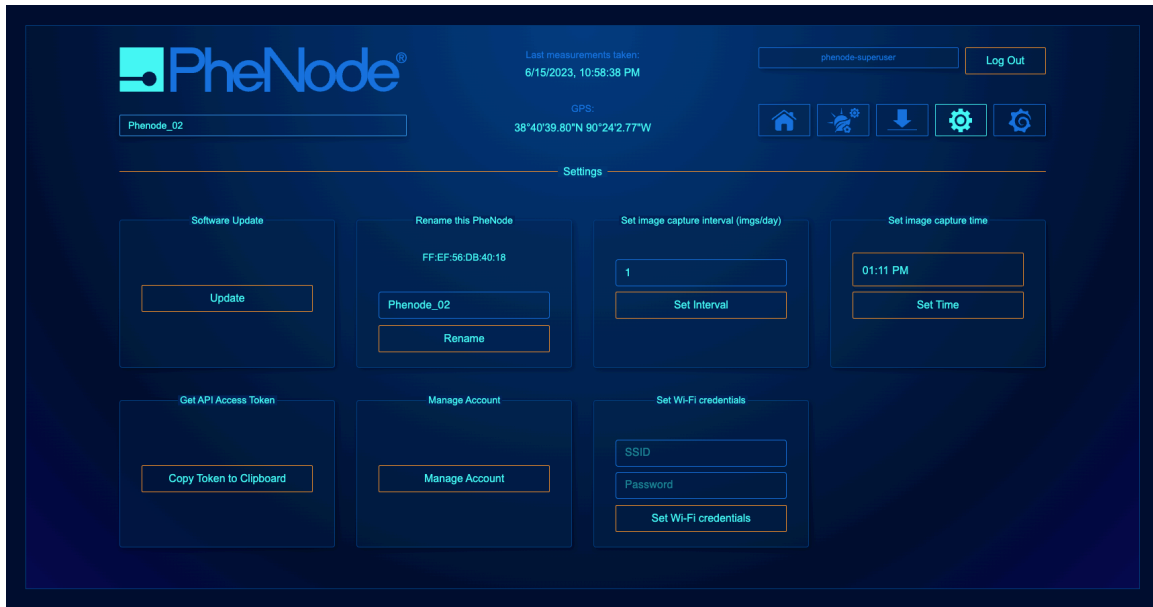 PheNode®
Last measurements taken:
6/15/2023, 10:58:38 PM
phenode-superuser
Log Out
Phenode_02
GPS:
38°40'39.80"N 90°24'2.77"W
Settings
Software Update
Update
Rename this PheNode
FF:EF:56:DB:40:18
Phenode_02
Rename
Set image capture interval (imgs/day)
1
Set Interval
Set image capture time
01:11 PM
Set Time
Get API Access Token
Copy Token to Clipboard
Manage Account
Manage Account
Set Wi-Fi credentials
SSID
Password
Set Wi-Fi credentials